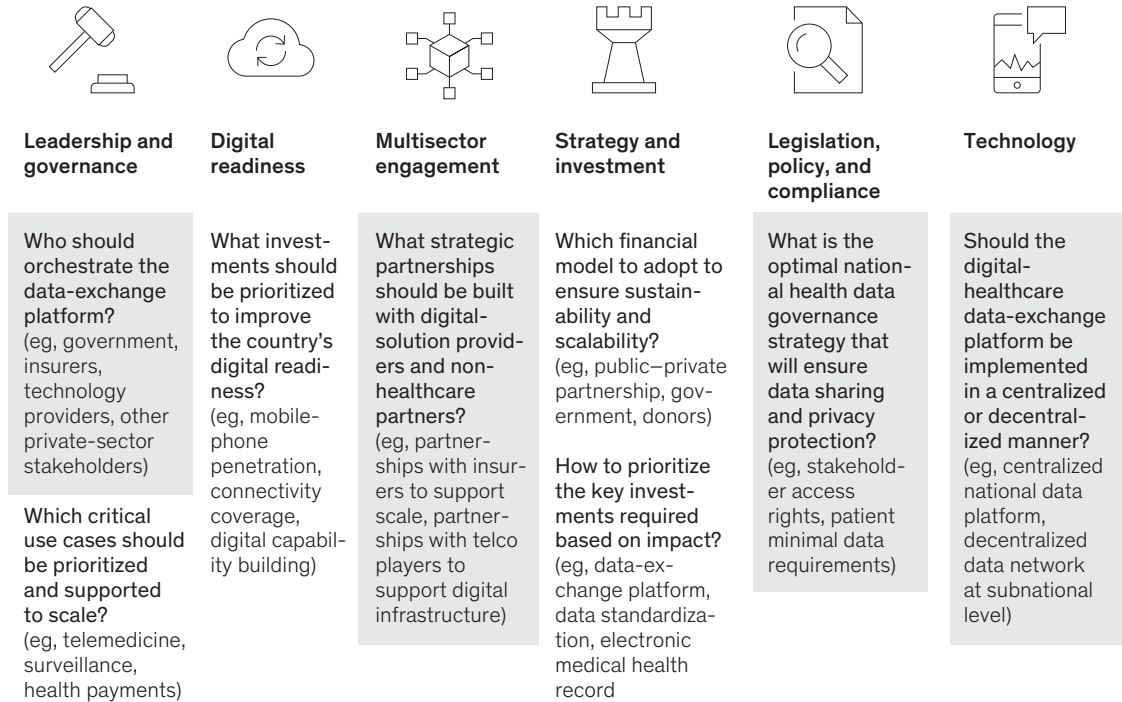 Leadership and
governance
Who should
orchestrate the
data-exchange
platform?
(eg, government,
insurers,
technology
providers, other
private-sector
stakeholders)
Which critical
use cases should
be prioritized
and supported
to scale?
(eg, telemedicine,
surveillance,
health payments)
Digital
readiness
What invest-
ments should
be prioritized
to improve
the country's
digital readi-
ness?
(eg, mobile-
phone
penetration,
connectivity
coverage,
digital capabil-
ity building)
Multisector
engagement
What strategic
partnerships
should be built
with digital-
solution provid-
ers and non-
healthcare
partners?
(eg, partner-
ships with insur-
ers to support
scale, partner-
ships with telco
players to
support digital
infrastructure)
Strategy and
investment
Which financial
model to adopt to
ensure sustain-
ability and
scalability?
(eg, public–private
partnership, gov-
ernment, donors)
How to prioritize
the key invest-
ments required
based on impact?
(eg, data-ex-
change platform,
data standardiza-
tion, electronic
medical health
record
Legislation,
policy, and
compliance
What is the
optimal nation-
al health data
governance
strategy that
will ensure
data sharing
and privacy
protection?
(eg, stakehold-
er access
rights, patient
minimal data
requirements)
Technology
Should the
digital-
healthcare
data-exchange
platform be
implemented
in a centralized
or decentral-
ized manner?
(eg, centralized
national data
platform,
decentralized
data network
at subnational
level)